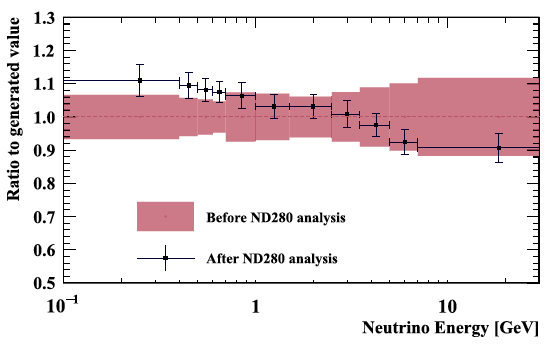 Ratio to generated value
1.3
1.2
1.1
1.0
0.9
0.8
0.7
0.6
0.5
Before ND280 analysis
After ND280 analysis
10⁻¹ 1 10
Neutrino Energy [GeV]